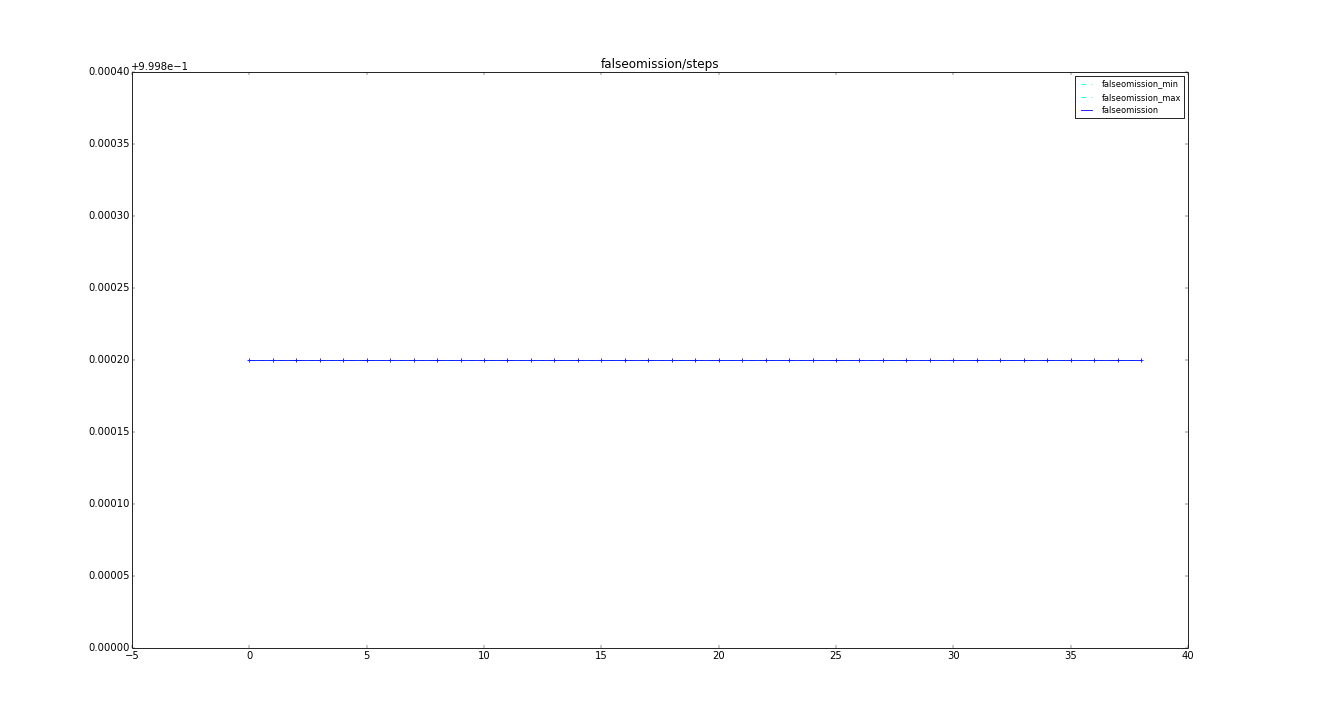 falseomission/steps
+9.998e−1
0.00040
0.00035
0.00030
0.00025
0.00020
0.00015
0.00010
0.00005
0.00000
falseomission_min
falseomission_max
falseomission
−5 0 5 10 15 20 25 30 35 40